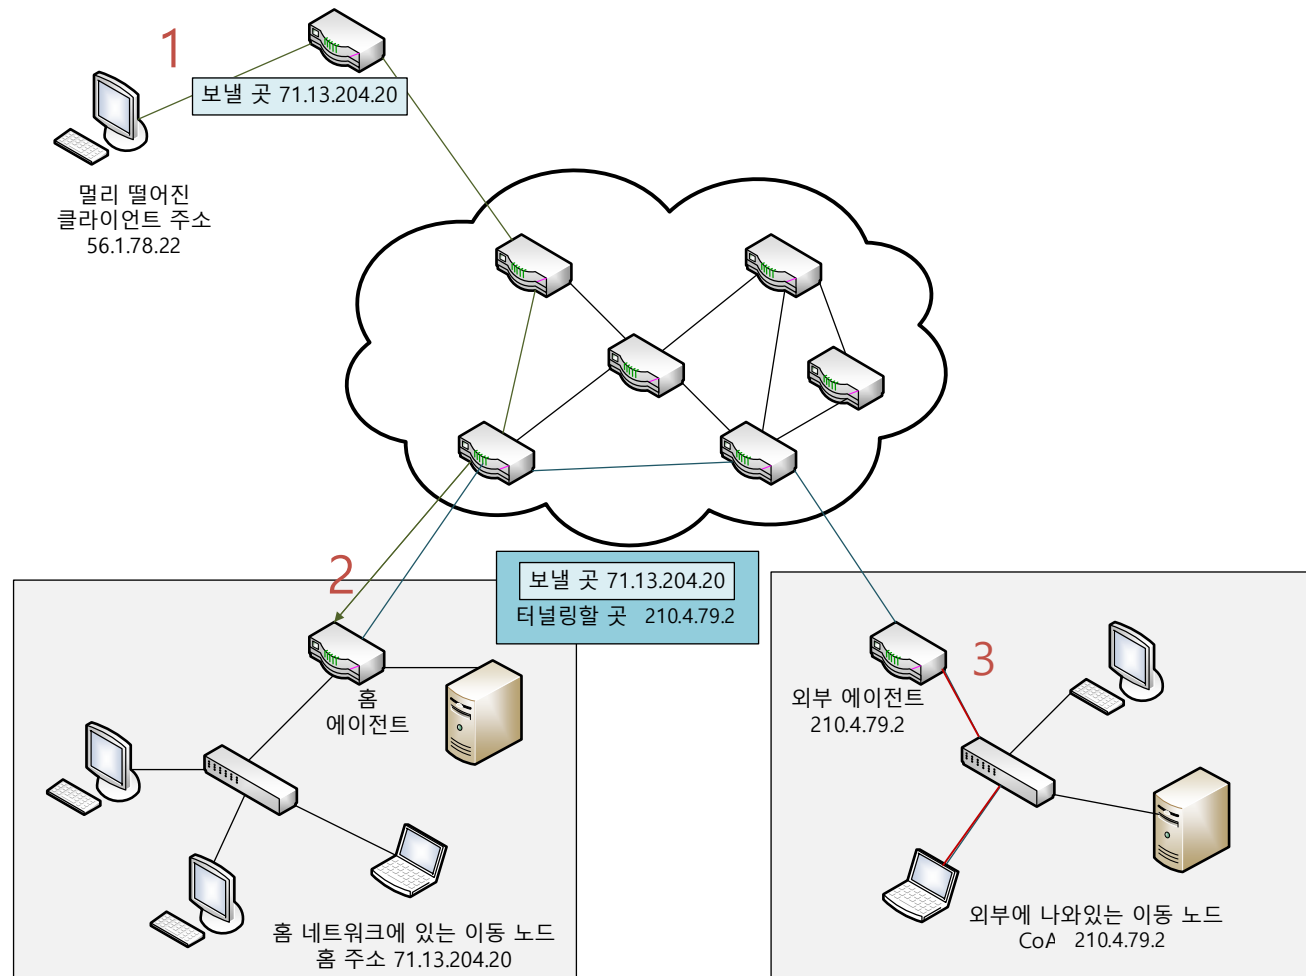 1
보낼 곳 71.13.204.20
멀리 떨어진
클라이언트 주소
56.1.78.22
2
보낼 곳 71.13.204.20
터널링할 곳 210.4.79.2
홈
에이전트
홈 네트워크에 있는 이동 노드
홈 주소 71.13.204.20
3
외부 에이전트
210.4.79.2
외부에 나와있는 이동 노드
CoA 210.4.79.2